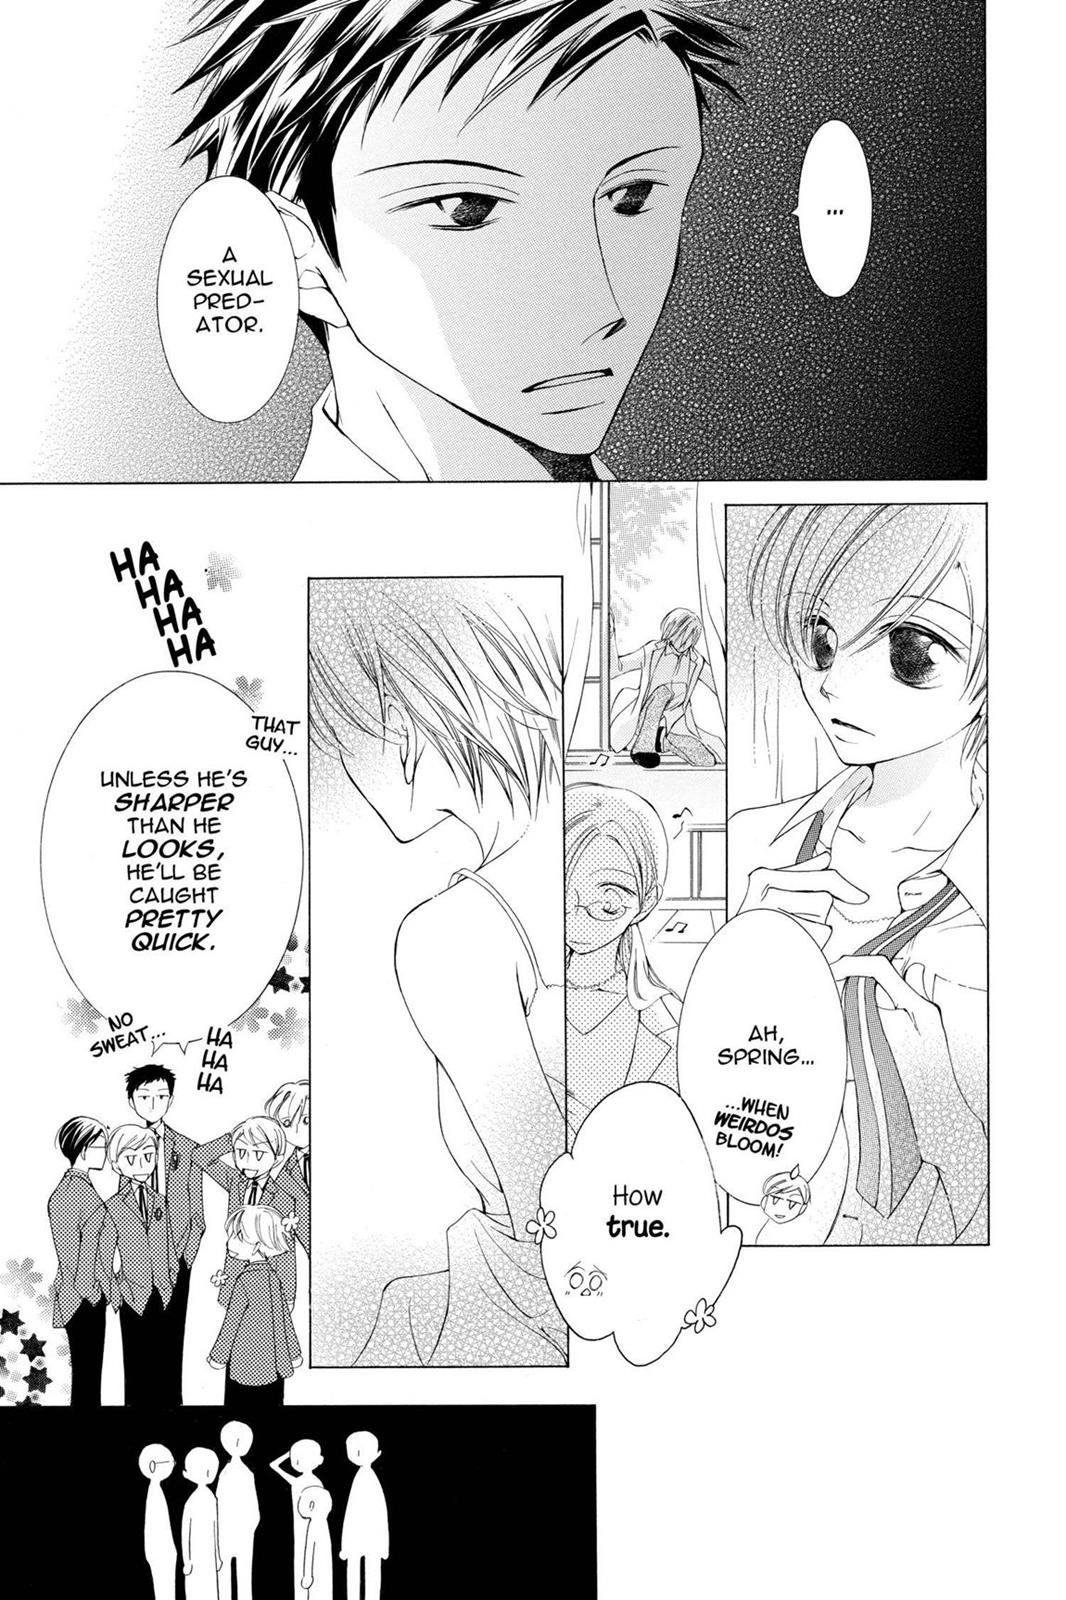 ...
A
SEXUAL
PRED-
ATOR.
AH,
SPRING...
...WHEN
WEIRDOS
BLOOM!
How
true.
HA
HA
HA
HA
THAT
GUY...
UNLESS HE'S
SHARPER
THAN HE
LOOKS,
HE'LL BE
CAUGHT
PRETTY
QUICK.
NO
SWEAT...
HA
HA
HA